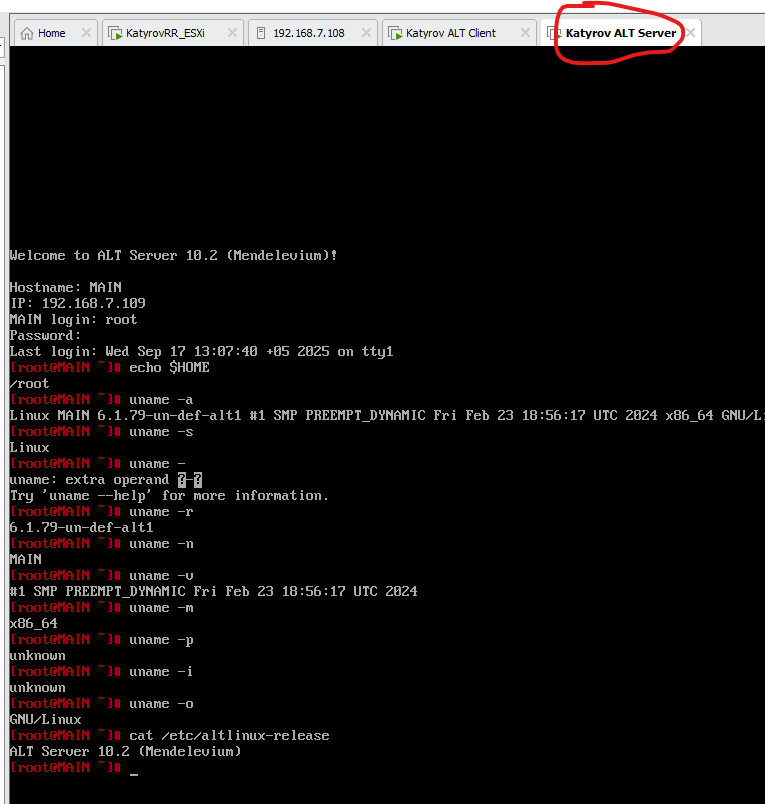 Home
KatyrovRR_ESXi
192.168.7.108
Katyrov ALT Client
Katyrov ALT Server
Welcome to ALT Server 10.2 (Mendelevium)!
Hostname: MAIN
IP: 192.168.7.109
MAIN login: root
Password:
Last login: Wed Sep 17 13:07:40 +05 2025 on tty1
[root@MAIN ~]# echo $HOME
/root
[root@MAIN ~]# uname -a
Linux MAIN 6.1.79-un-def-alt1 #1 SMP PREEMPT_DYNAMIC Fri Feb 23 18:56:17 UTC 2024 x86_64 GNU/Li
[root@MAIN ~]# uname -s
Linux
[root@MAIN ~]# uname -
uname: extra operand ?-?
Try 'uname --help' for more information.
[root@MAIN ~]# uname -r
6.1.79-un-def-alt1
[root@MAIN ~]# uname -n
MAIN
[root@MAIN ~]# uname -v
#1 SMP PREEMPT_DYNAMIC Fri Feb 23 18:56:17 UTC 2024
[root@MAIN ~]# uname -m
x86_64
[root@MAIN ~]# uname -p
unknown
[root@MAIN ~]# uname -i
unknown
[root@MAIN ~]# uname -o
GNU/Linux
[root@MAIN ~]# cat /etc/altlinux-release
ALT Server 10.2 (Mendelevium)
[root@MAIN ~]# _